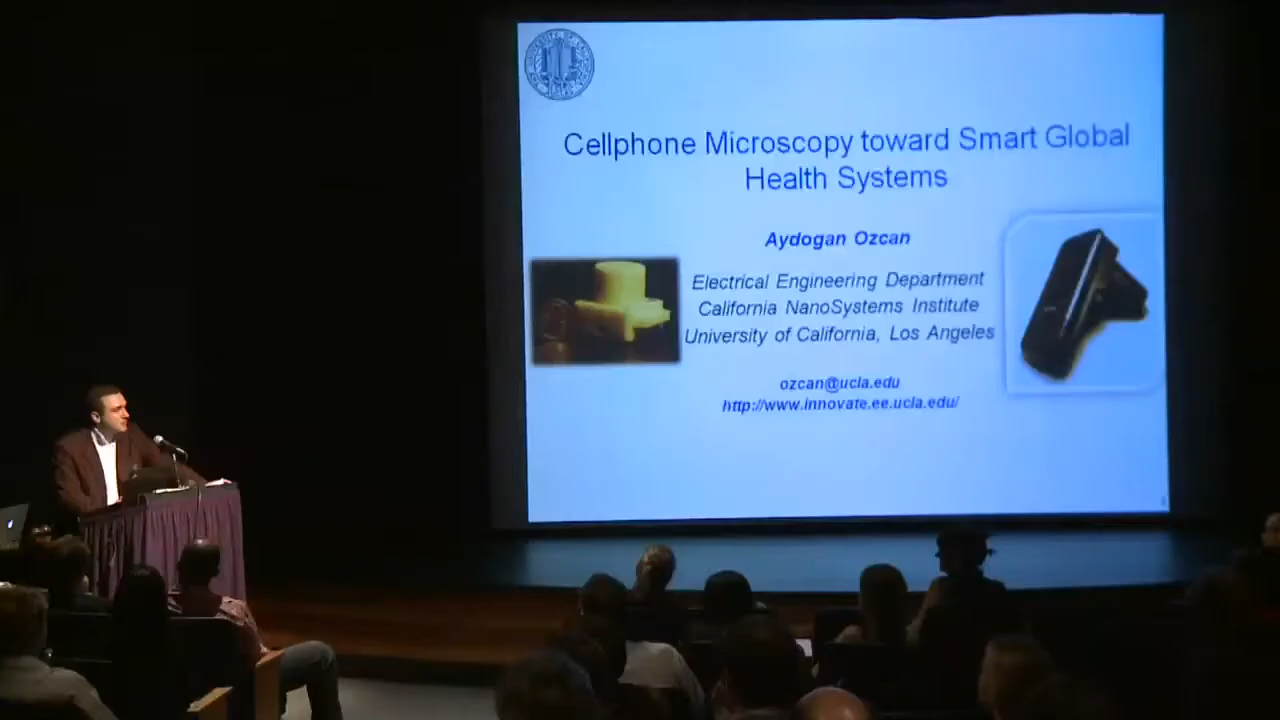 Cellphone Microscopy toward Smart Global
Health Systems
Aydogan Ozcan
Electrical Engineering Department
California NanoSystems Institute
University of California, Los Angeles
ozcan@ucla.edu
http://www.innovate.ee.ucla.edu/